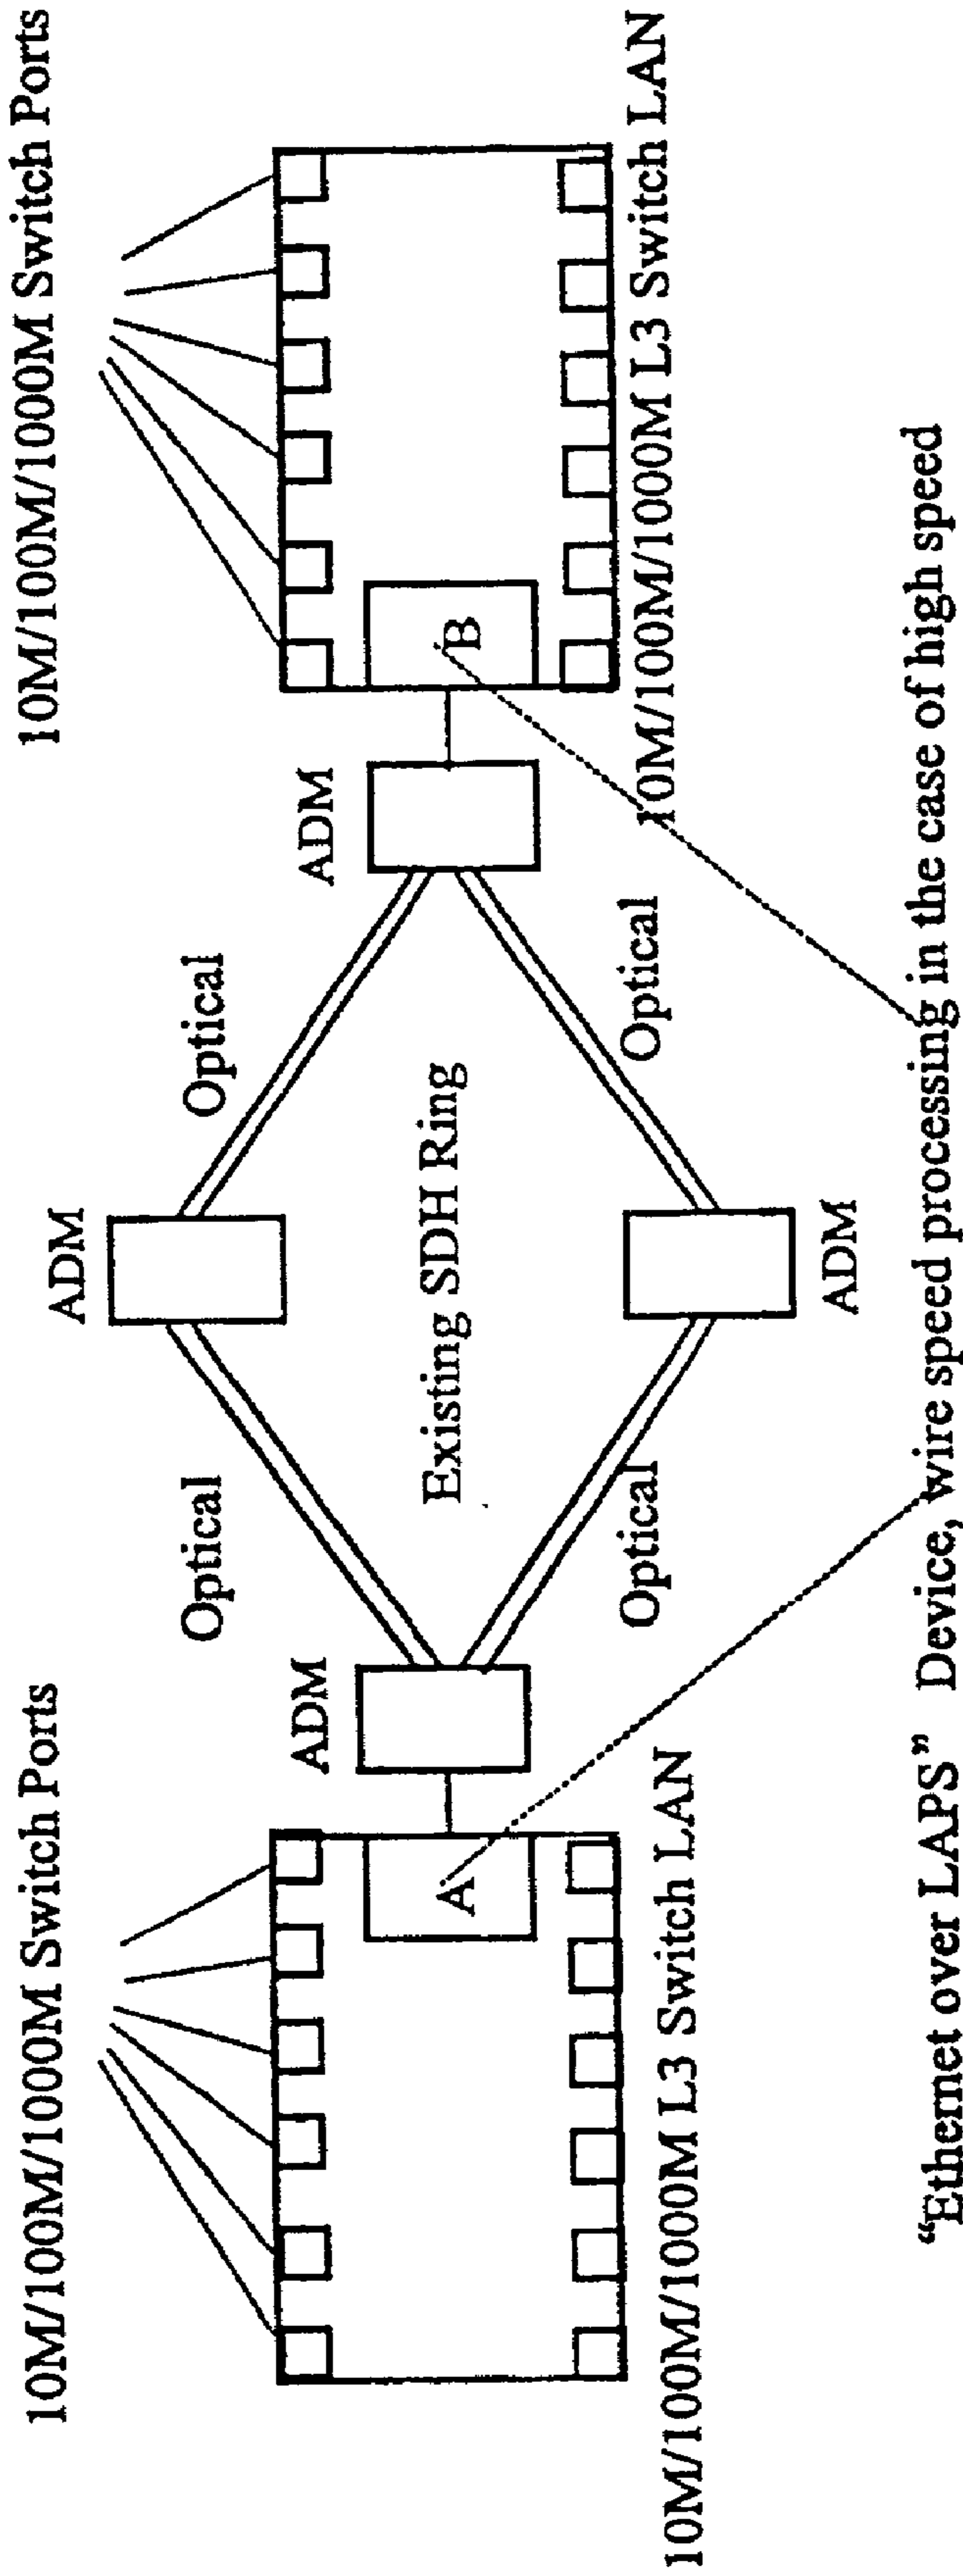 10M/100M/1000M Switch Ports
10M/100M/1000M Switch Ports
ADM
Optical
Optical
ADM
ADM
A
Existing SDH Ring
B
Optical
Optical
10M/100M/1000M L3 Switch LAN
ADM
10M/100M/1000M L3 Switch LAN
“Ethernet over LAPS” Device, wire speed processing in the case of high speed